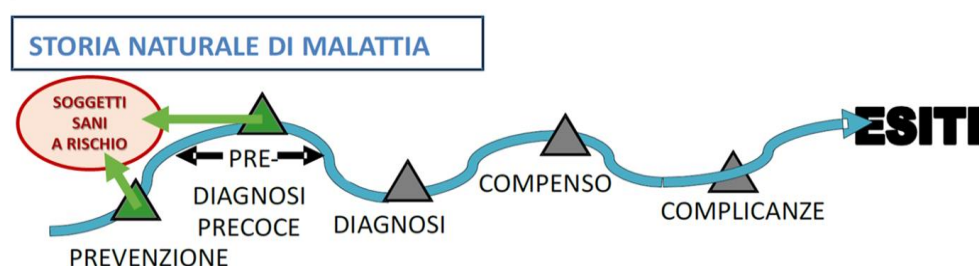 STORIA NATURALE DI MALATTIA
SOGGETTI
SANI
A RISCHIO
PREVENZIONE
PRE-
DIAGNOSI
PRECOCE
DIAGNOSI
COMPENSO
COMPLICANZE
ESITI